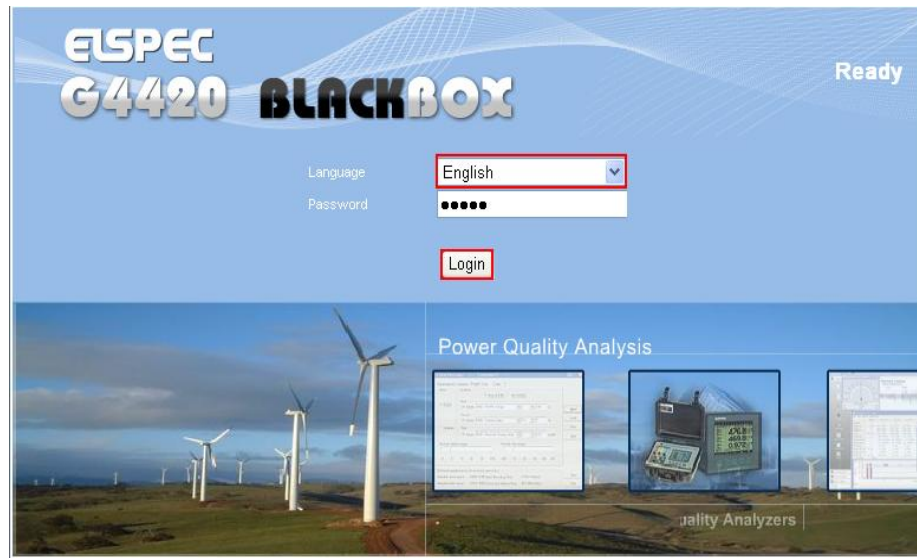 ELSPEC
G4420 BLACKBOX
Ready
Language
English
Password
Login
Power Quality Analysis
uality Analyzers